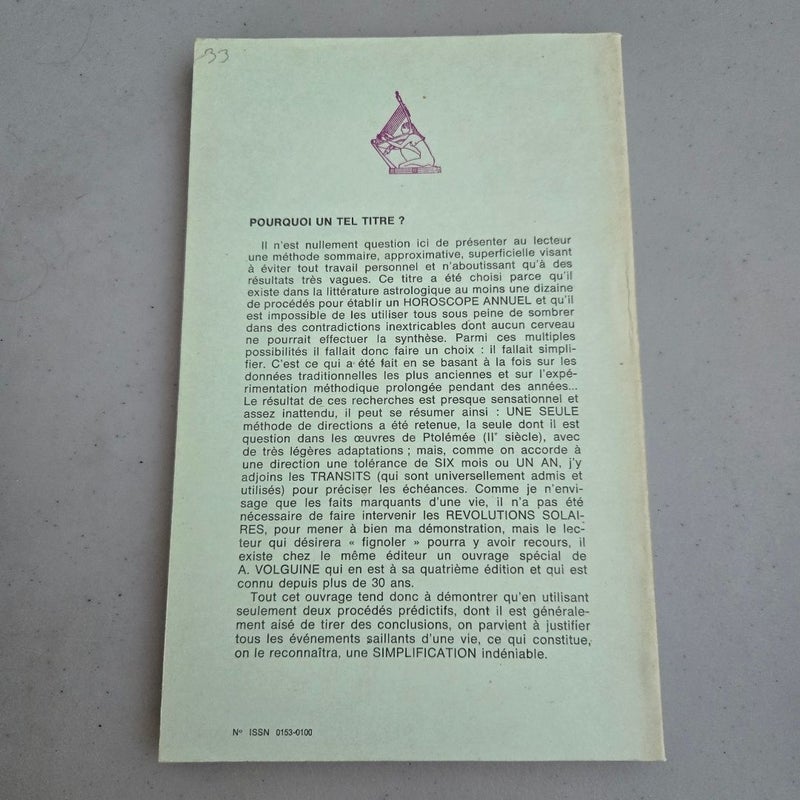 33
POURQUOI UN TEL TITRE ?
Il n'est nullement question ici de présenter au lecteur
une méthode sommaire, approximative, superficielle visant
à éviter tout travail personnel et n'aboutissant qu'à des
résultats très vagues. Ce titre a été choisi parce qu'il
existe dans la littérature astrologique au moins une dizaine
de procédés pour établir un HOROSCOPE ANNUEL et qu'il
est impossible de les utiliser tous sous peine de sombrer
dans des contradictions inextricables dont aucun cerveau
ne pourrait effectuer la synthèse. Parmi ces multiples
possibilités il fallait donc faire un choix : il fallait simpli-
fier. C'est ce qui a été fait en se basant à la fois sur les
données traditionnelles les plus anciennes et sur l'expé-
rimentation méthodique prolongée pendant des années...
Le résultat de ces recherches est presque sensationnel et
assez inattendu, il peut se résumer ainsi : UNE SEULE
méthode de directions a été retenue, la seule dont il est
question dans les œuvres de Ptolémée (IIe siècle), avec
de très légères adaptations ; mais, comme on accorde à
une direction une tolérance de SIX mois ou UN AN, j'y
adjoins les TRANSITS (qui sont universellement admis et
utilisés) pour préciser les échéances. Comme je n'envi-
sage que les faits marquants d'une vie, il n'a pas été
nécessaire de faire intervenir les REVOLUTIONS SOLAI-
RES, pour mener à bien ma démonstration, mais le lec-
teur qui désirera « fignoler » pourra y avoir recours, il
existe chez le même éditeur un ouvrage spécial de
A. VOLGUINE qui en est à sa quatrième édition et qui est
connu depuis plus de 30 ans.
Tout cet ouvrage tend donc à démontrer qu'en utilisant
seulement deux procédés prédictifs, dont il est générale-
ment aisé de tirer des conclusions, on parvient à justifier
tous les événements saillants d'une vie, ce qui constitue,
on le reconnaîtra, une SIMPLIFICATION indéniable.
N° ISSN 0153-0100